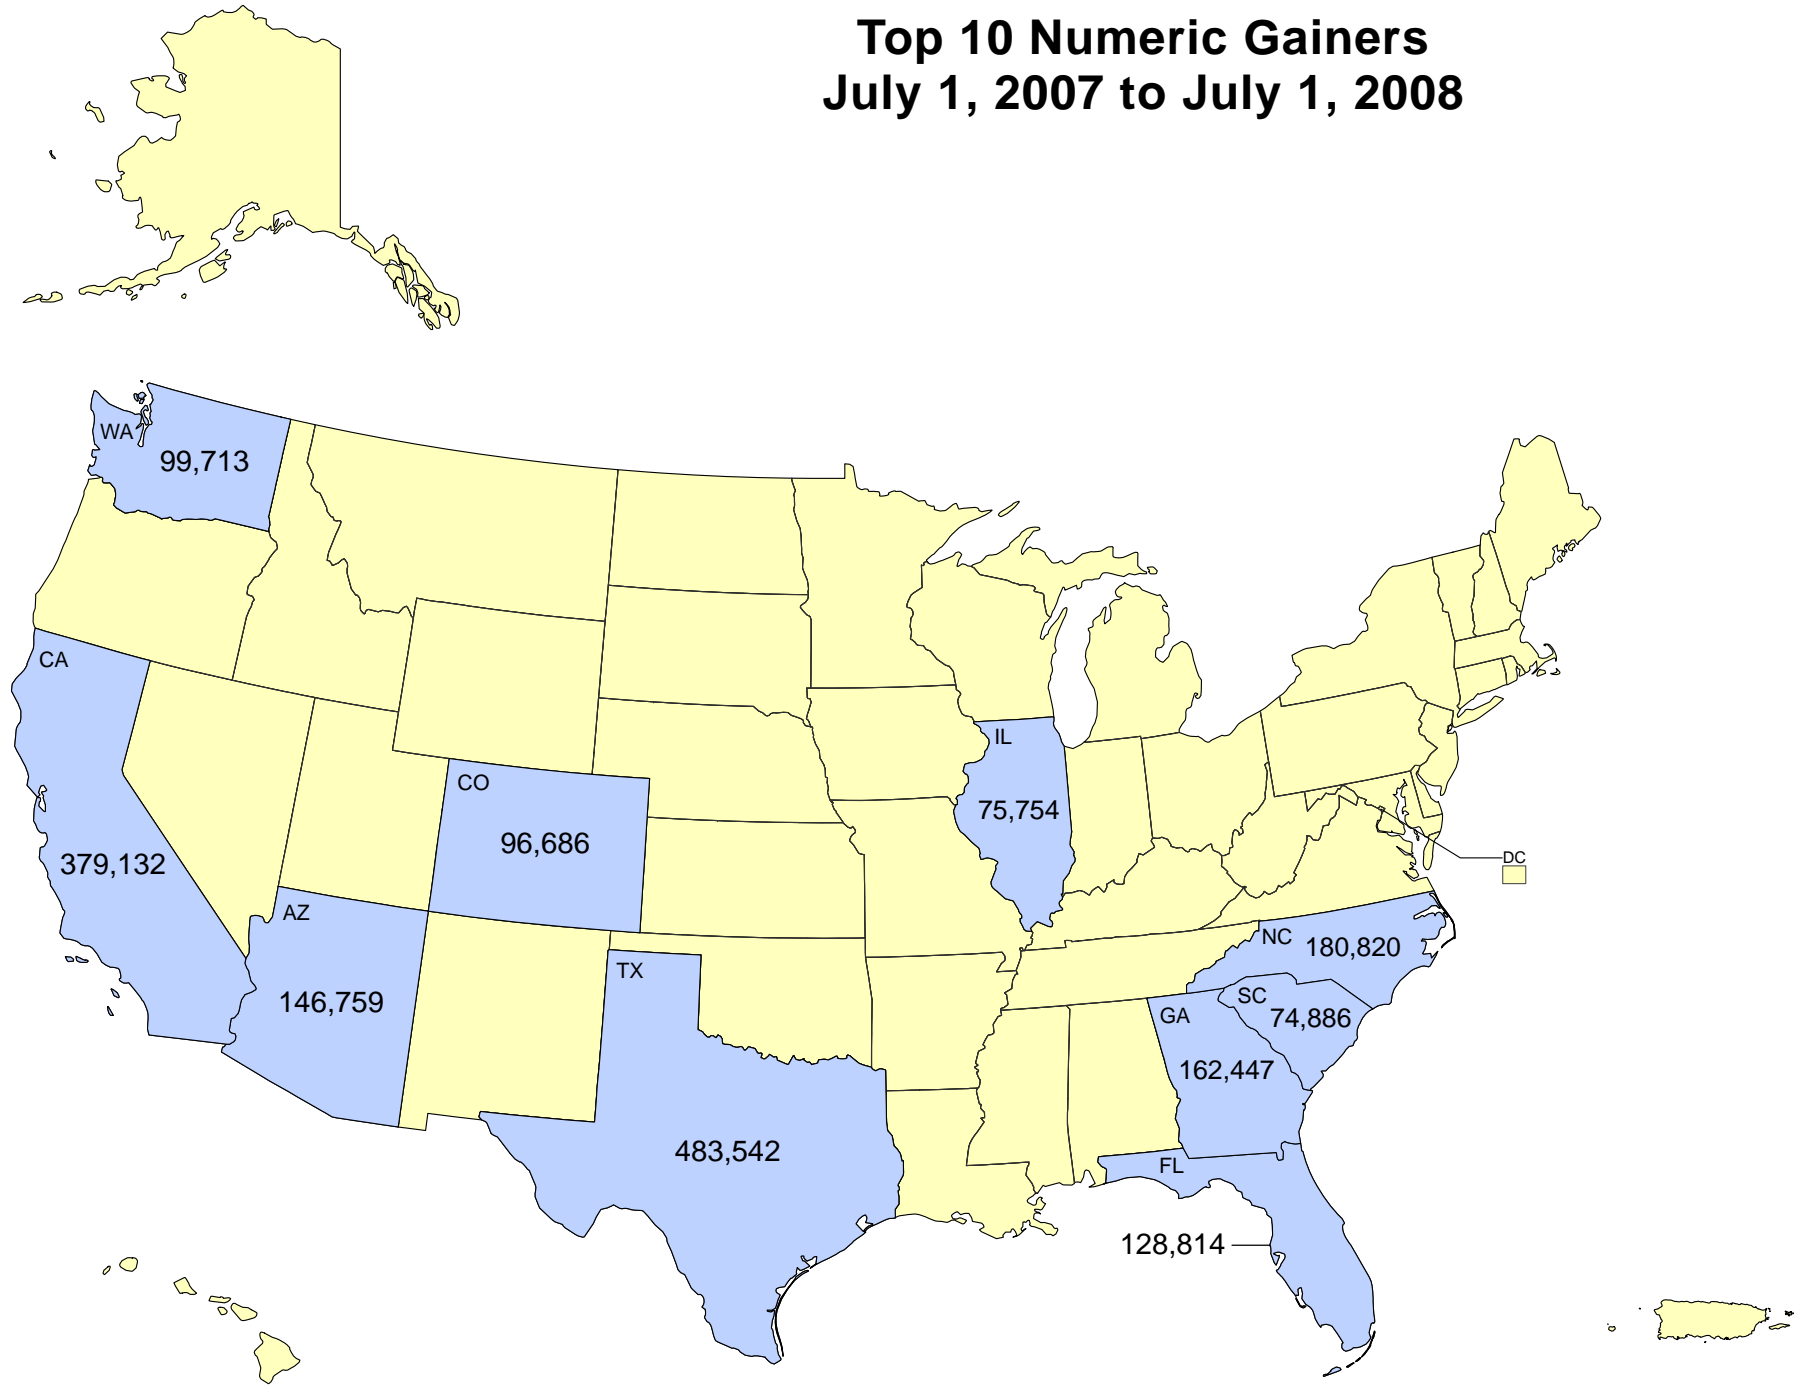 Top 10 Numeric Gainers
July 1, 2007 to July 1, 2008
WA
99,713
CA
379,132
CO
96,686
IL
75,754
DC
AZ
146,759
TX
483,542
NC 180,820
SC
74,886
GA
162,447
FL
128,814